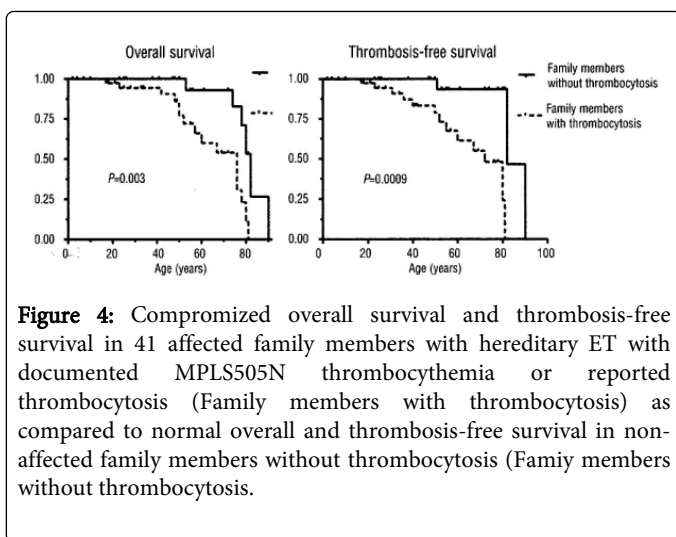 Overall survival
Thrombosis-free survival
Family members
without thrombocytosis
Family members
with thrombocytosis
1.00
0.75
0.50
0.25
0.00
P=0.003
0
20
40
60
80
Age (years)
1.00
0.75
0.50
0.25
0.00
P=0.0009
0
20
40
60
80
100
Age (years)
Figure 4: Compromized overall survival and thrombosis-free
survival in 41 affected family members with hereditary ET with
documented MPLS505N thrombocythemia or reported
thrombocytosis (Family members with thrombocytosis) as
compared to normal overall and thrombosis-free survival in non-
affected family members without thrombocytosis (Famiy members
without thrombocytosis.